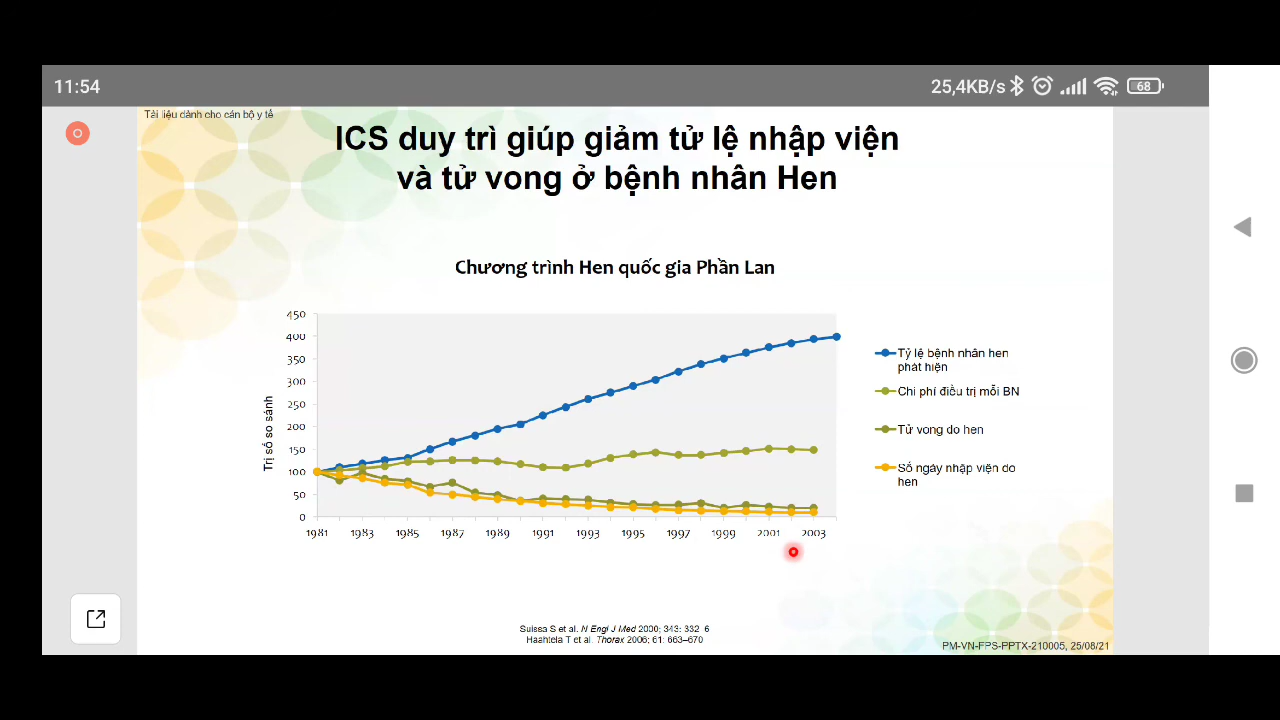 11:54
25,4KB/s
68
Tài liệu dành cho cán bộ y tế
ICS duy trì giúp giảm tử lệ nhập viện
và tử vong ở bệnh nhân Hen
Chương trình Hen quốc gia Phần Lan
Trị số so sánh
450
400
350
300
250
200
150
100
50
0
1981
1983
1985
1987
1989
1991
1993
1995
1997
1999
2001
2003
Tỷ lệ bệnh nhân hen
phát hiện
Chi phí điều trị mỗi BN
Tử vong do hen
Số ngày nhập viện do
hen
Suissa S et al. N Engl J Med 2000; 343: 332–6
Haahtela T et al. Thorax 2006; 61: 663–670
PM-VN-FPS-PPTX-210005, 25/08/21